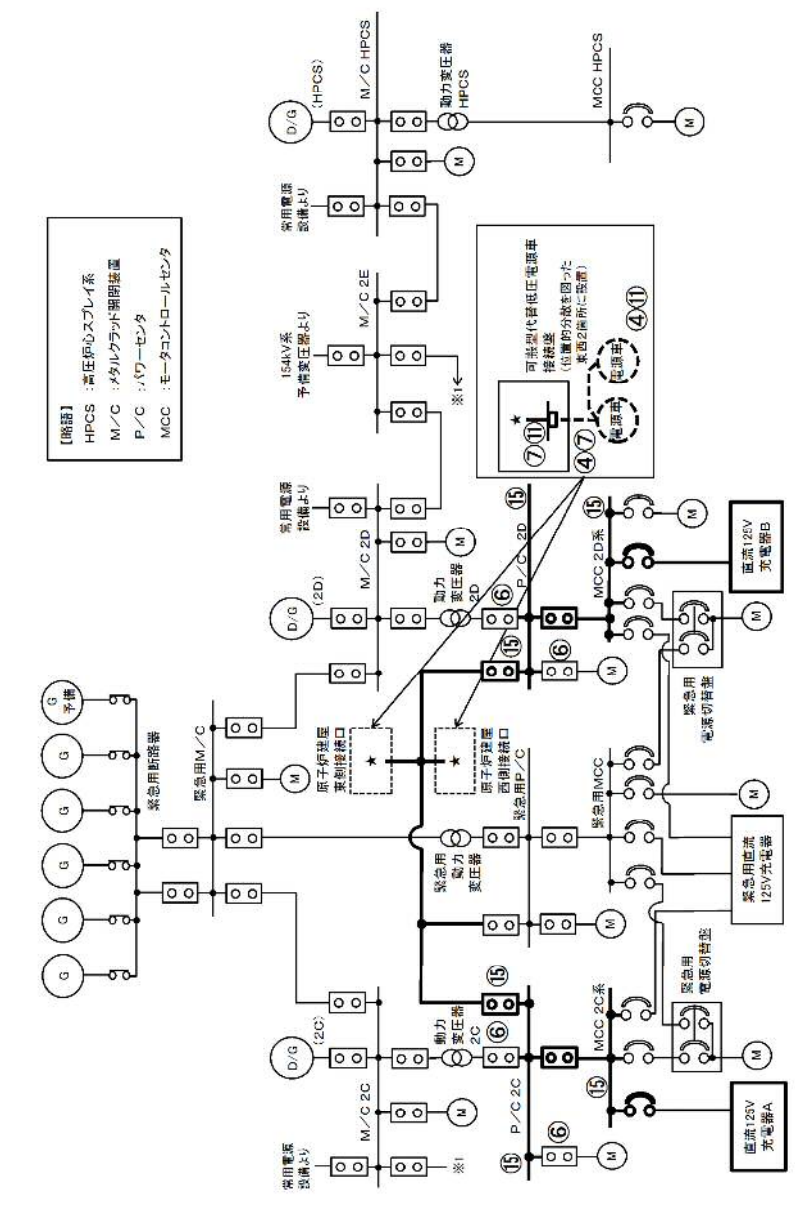 【略語】
HPCS ：高圧炉心スプレイ系
M／C ：メタルクラッド開閉装置
P／C ：パワーセンタ
MCC ：モータコントロールセンタ
G
G
G
G
G
G
予備
緊急用断路器
緊急用M／C
M
常用電源
設備より
D/G
(2C)
M／C 2C
※1
M
動力
変圧器
2C
⑥
⑮
P／C 2C
⑮
⑥
M
MCC 2C系
⑮
直流125V
充電器A
M
緊急用
電源切替盤
緊急用
動力
変圧器
緊急用P／C
M
緊急用MCC
M
緊急用直流
125V充電器
原子炉建屋
東側接続口
★
原子炉建屋
西側接続口
★
D/G
(2D)
常用電源
設備より
M／C 2D
M
動力
変圧器
2D
⑥
⑮
P／C 2D
⑮
⑥
M
MCC 2D系
⑮
M
直流125V
充電器B
緊急用
電源切替盤
M
154kV系
予備変圧器より
M／C 2E
※1
常用電源
設備より
D/G
(HPCS)
M／C HPCS
M
動力変圧器
HPCS
MCC HPCS
M
可搬型代替低圧電源車
接続盤
(位置的分散を図った
東西2箇所に設置)
★
⑦⑪
④⑦
電源車
電源車
④⑪